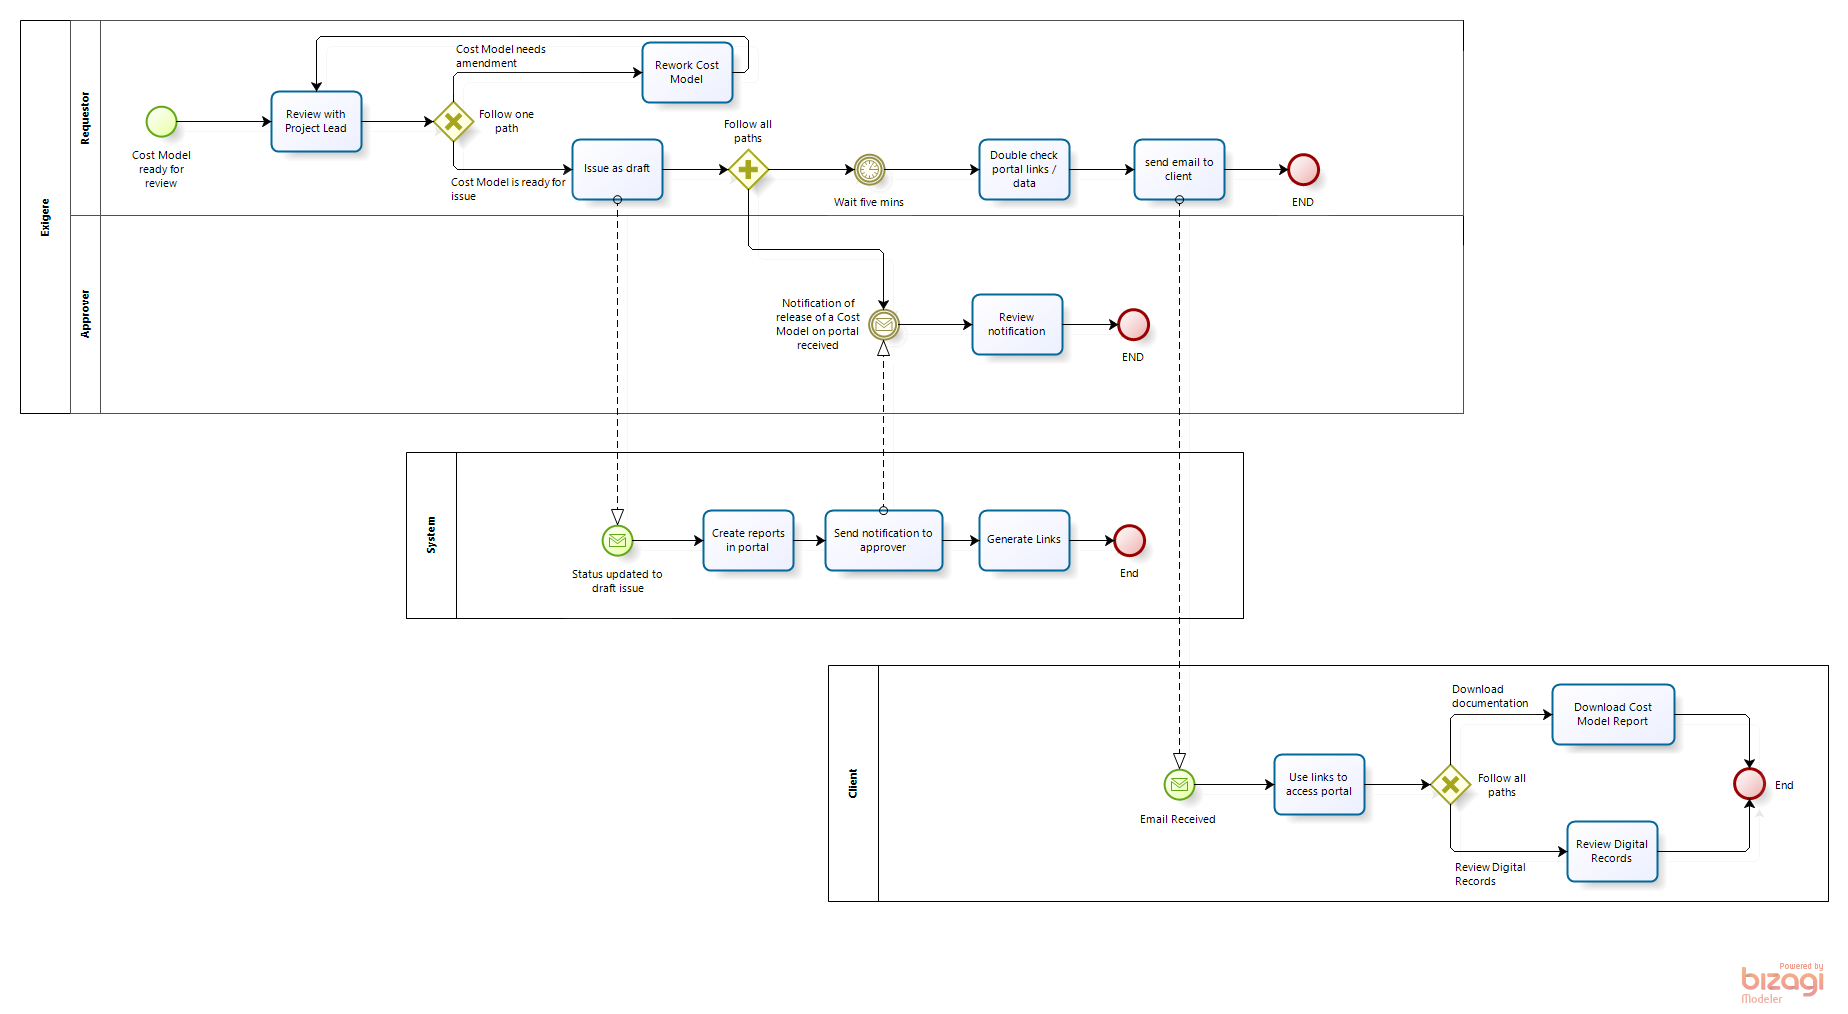 Exigere
Requestor
Cost Model
ready for
review
Review with
Project Lead
Cost Model needs
amendment
Follow one
path
Rework Cost
Model
Cost Model is ready for
issue
Issue as draft
Follow all
paths
Wait five mins
Double check
portal links /
data
send email to
client
END
Approver
Notification of
release of a Cost
Model on portal
received
Review
notification
END
System
Status updated to
draft issue
Create reports
in portal
Send notification to
approver
Generate Links
End
Client
Email Received
Use links to
access portal
Download
documentation
Follow all
paths
Review Digital
Records
Download Cost
Model Report
Review Digital
Records
End
Powered by
bizagi
Modeler